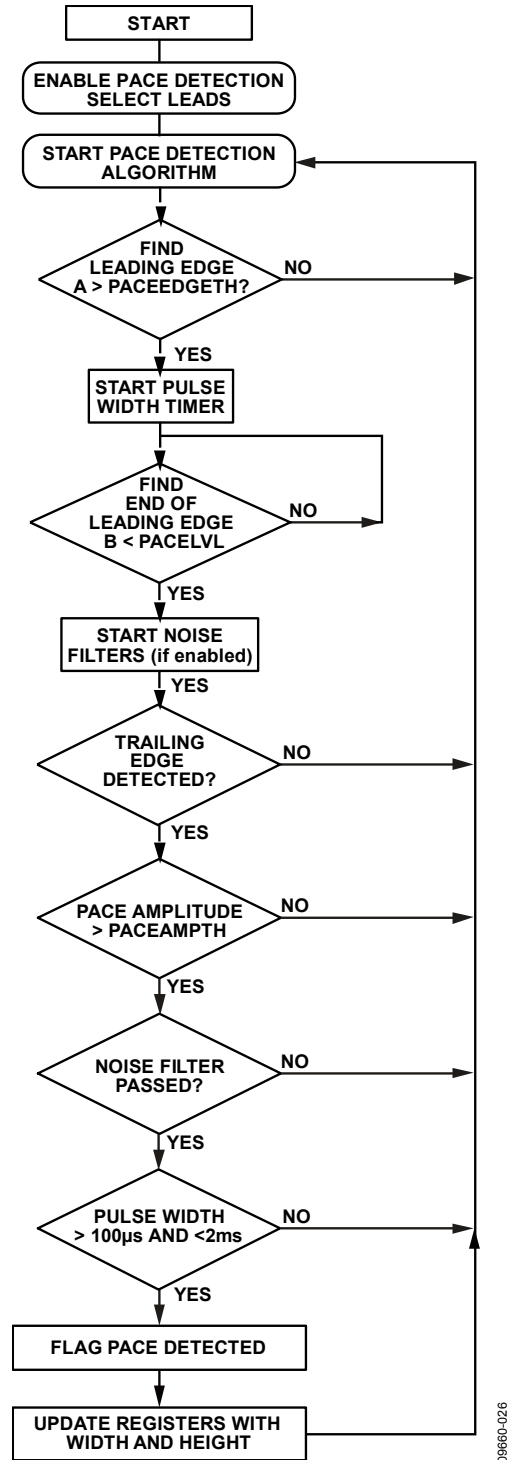 START
ENABLE PACE DETECTION
SELECT LEADS
START PACE DETECTION
ALGORITHM
FIND
LEADING EDGE
A > PACEEDGETH?
NO
YES
START PULSE
WIDTH TIMER
FIND
END OF
LEADING EDGE
B < PACELVL
NO
YES
START NOISE
FILTERS (if enabled)
YES
TRAILING
EDGE
DETECTED?
NO
YES
PACE AMPLITUDE
> PACEAMPTH
NO
YES
NOISE FILTER
PASSED?
NO
YES
PULSE WIDTH
> 100µs AND <2ms
NO
YES
FLAG PACE DETECTED
UPDATE REGISTERS WITH
WIDTH AND HEIGHT
09660-026